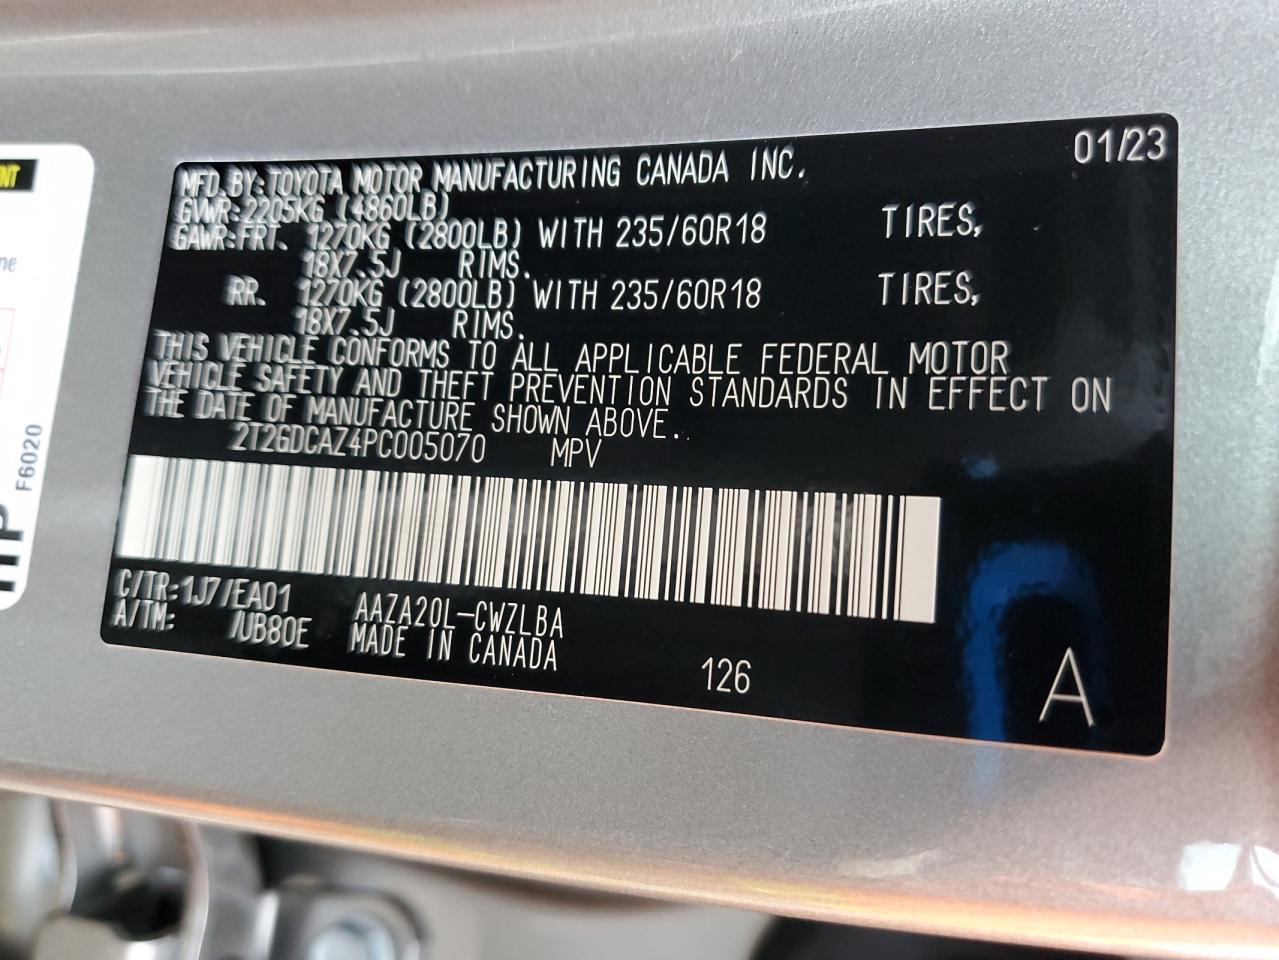 01/23
MFD.BY:TOYOTA MOTOR MANUFACTURING CANADA INC.
GVWR:2205KG (4860LB)
GAWR:FRT. 1270KG (2800LB) WITH 235/60R18 TIRES,
18X7.5J RIMS.
RR. 1270KG (2800LB) WITH 235/60R18 TIRES,
18X7.5J RIMS.
THIS VEHICLE CONFORMS TO ALL APPLICABLE FEDERAL MOTOR
VEHICLE SAFETY AND THEFT PREVENTION STANDARDS IN EFFECT ON
THE DATE OF MANUFACTURE SHOWN ABOVE.
2T2GDCAZ4PC005070 MPV
C/TR:1J7/EA01 AAZA20L-CWZLBA
A/TM: /UB80E MADE IN CANADA
126
A
F6020